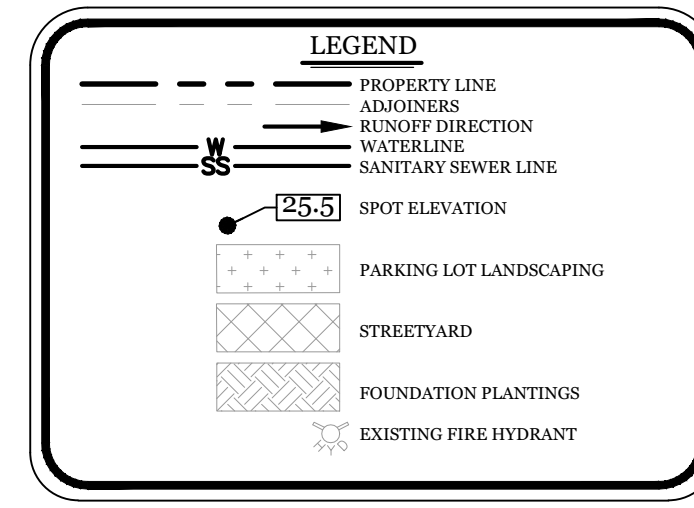 LEGEND
PROPERTY LINE
ADJOINERS
RUNOFF DIRECTION
W WATERLINE
SS SANITARY SEWER LINE
25.5 SPOT ELEVATION
PARKING LOT LANDSCAPING
STREETYARD
FOUNDATION PLANTINGS
HYD EXISTING FIRE HYDRANT